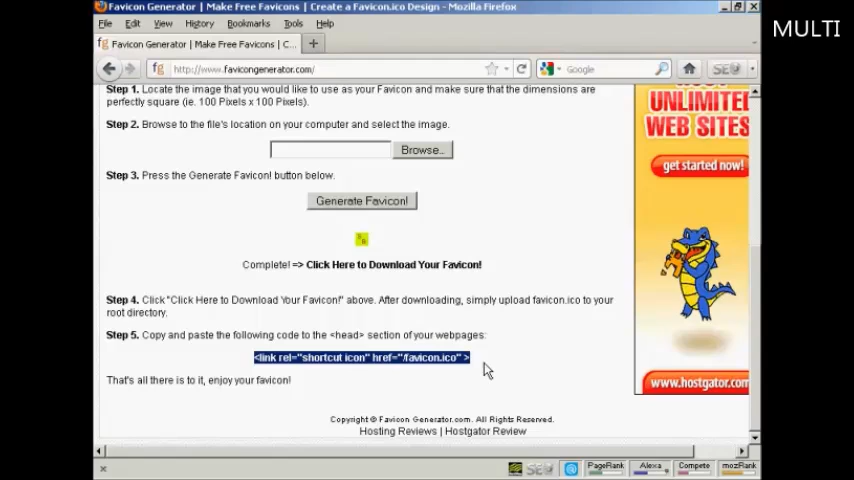 Favicon Generator | Make Free Favicons | Create a Favicon.ico Design - Mozilla Firefox
MULTI
File Edit View History Bookmarks Tools Help
fg Favicon Generator | Make Free Favicons | C... +
fg http://www.favicongenerator.com/ Google SEO
Step 1. Locate the image that you would like to use as your Favicon and make sure that the dimensions are
perfectly square (ie. 100 Pixels x 100 Pixels).
Step 2. Browse to the file's location on your computer and select the image.
Browse...
Step 3. Press the Generate Favicon! button below.
Generate Favicon!
Complete! => Click Here to Download Your Favicon!
Step 4. Click "Click Here to Download Your Favicon!" above. After downloading, simply upload favicon.ico to your
root directory.
Step 5. Copy and paste the following code to the <head> section of your webpages:
<link rel="shortcut icon" href="/favicon.ico" >
That's all there is to it, enjoy your favicon!
Copyright © Favicon Generator.com. All Rights Reserved.
Hosting Reviews | Hostgator Review
UNLIMITED
WEB SITES
get started now!
www.hostgator.com
SEO PageRank Alexa Compete mozRank